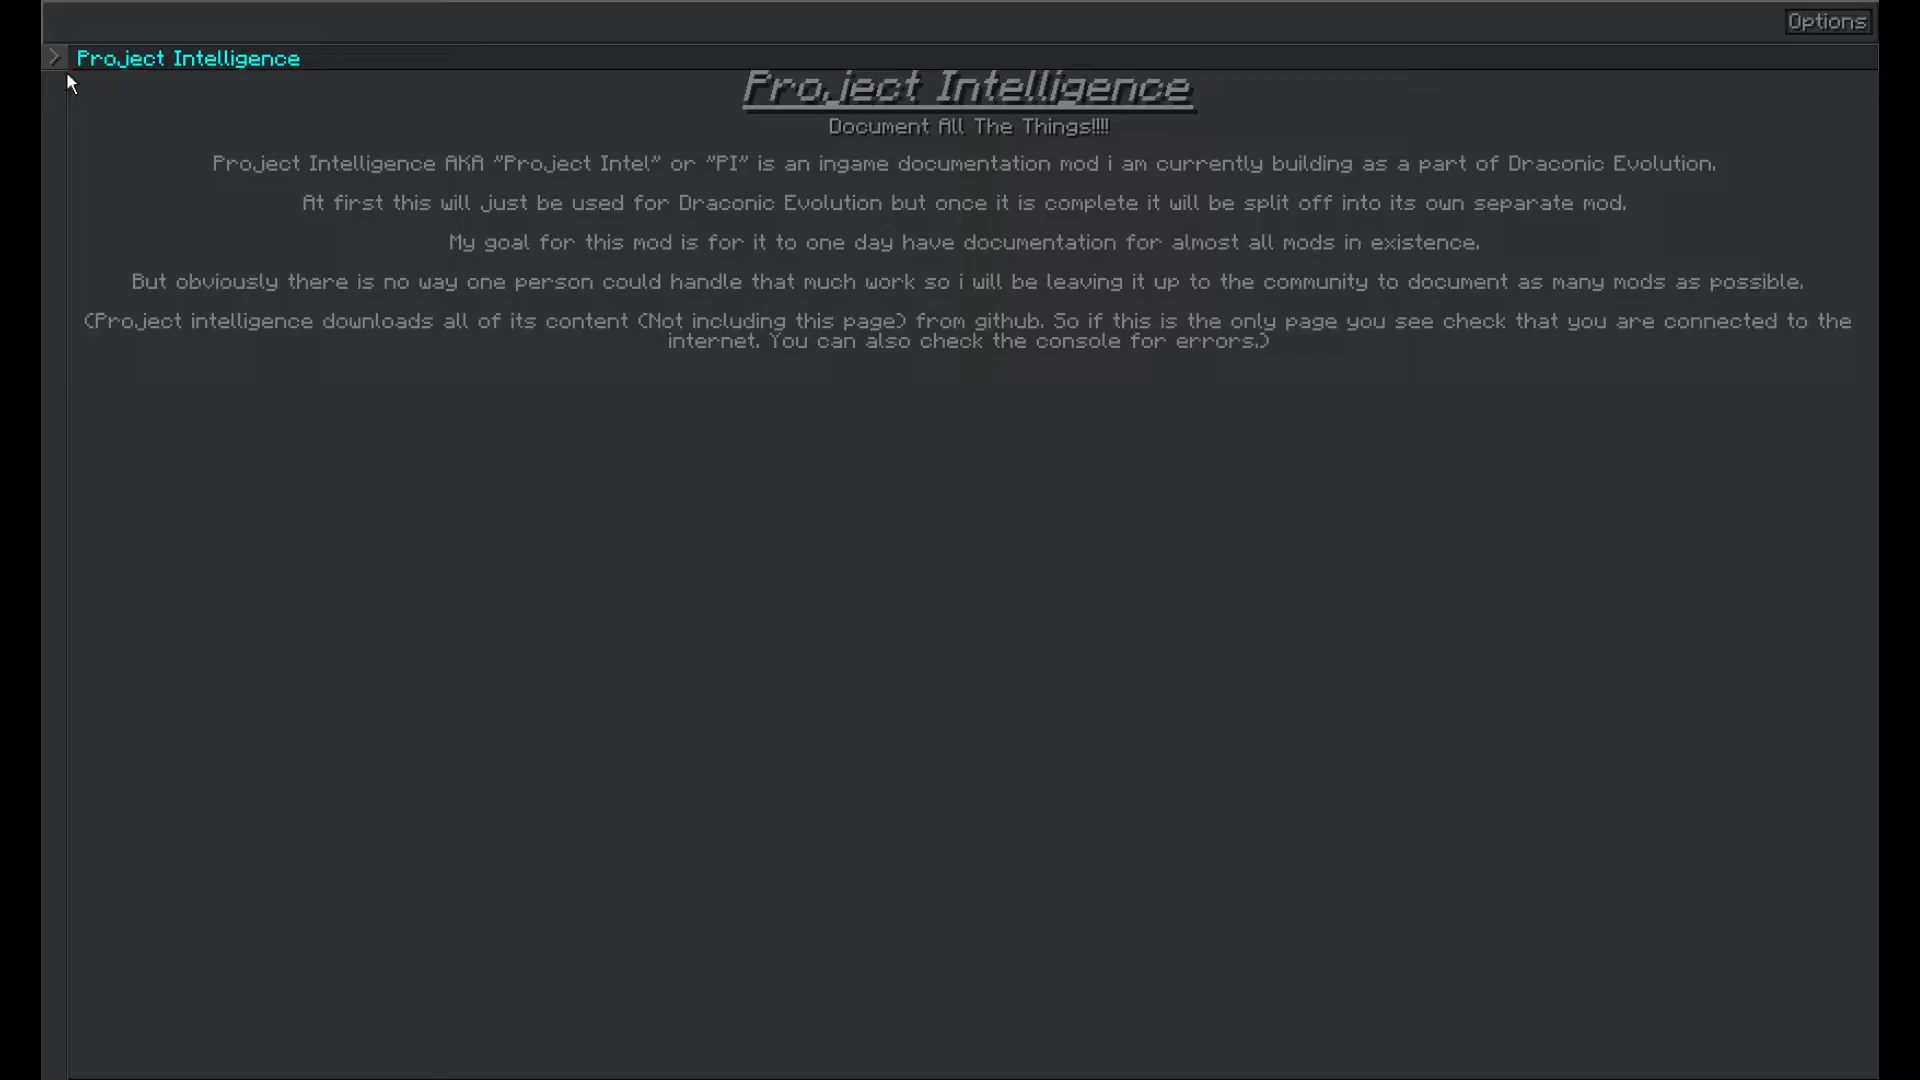 Options
> Project Intelligence
Project Intelligence
Document All The Things!!!!
Project Intelligence AKA "Project Intel" or "PI" is an ingame documentation mod i am currently building as a part of Draconic Evolution.
At first this will just be used for Draconic Evolution but once it is complete it will be split off into its own separate mod.
My goal for this mod is for it to one day have documentation for almost all mods in existence.
But obviously there is no way one person could handle that much work so i will be leaving it up to the community to document as many mods as possible.
(Project intelligence downloads all of its content (Not including this page) from github. So if this is the only page you see check that you are connected to the
internet. You can also check the console for errors.)